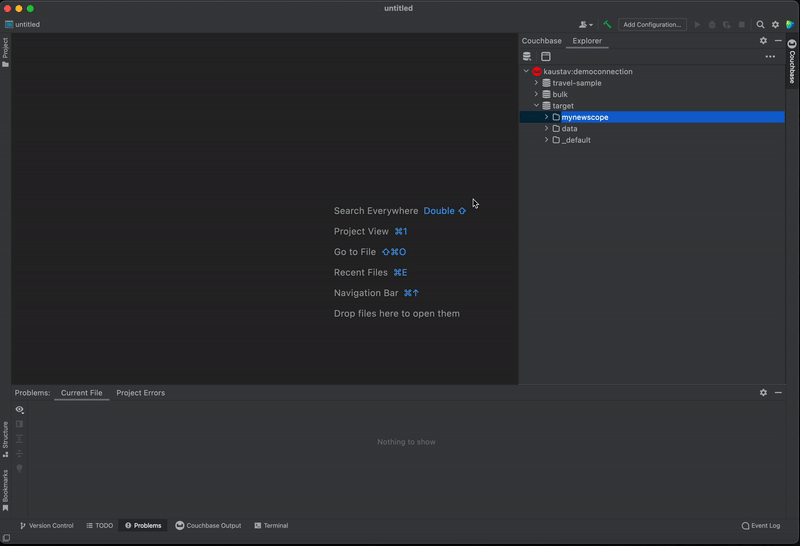 untitled
untitled
Add Configuration...
Project
Couchbase
Explorer
Couchbase
kaustav:democonnection
travel-sample
bulk
target
mynewscope
data
_default
Search Everywhere Double ⇧
Project View ⌘1
Go to File ⇧⌘O
Recent Files ⌘E
Navigation Bar ⌘↑
Drop files here to open them
Problems: Current File Project Errors
Nothing to show
Structure
Bookmarks
Version Control TODO Problems Couchbase Output Terminal Event Log